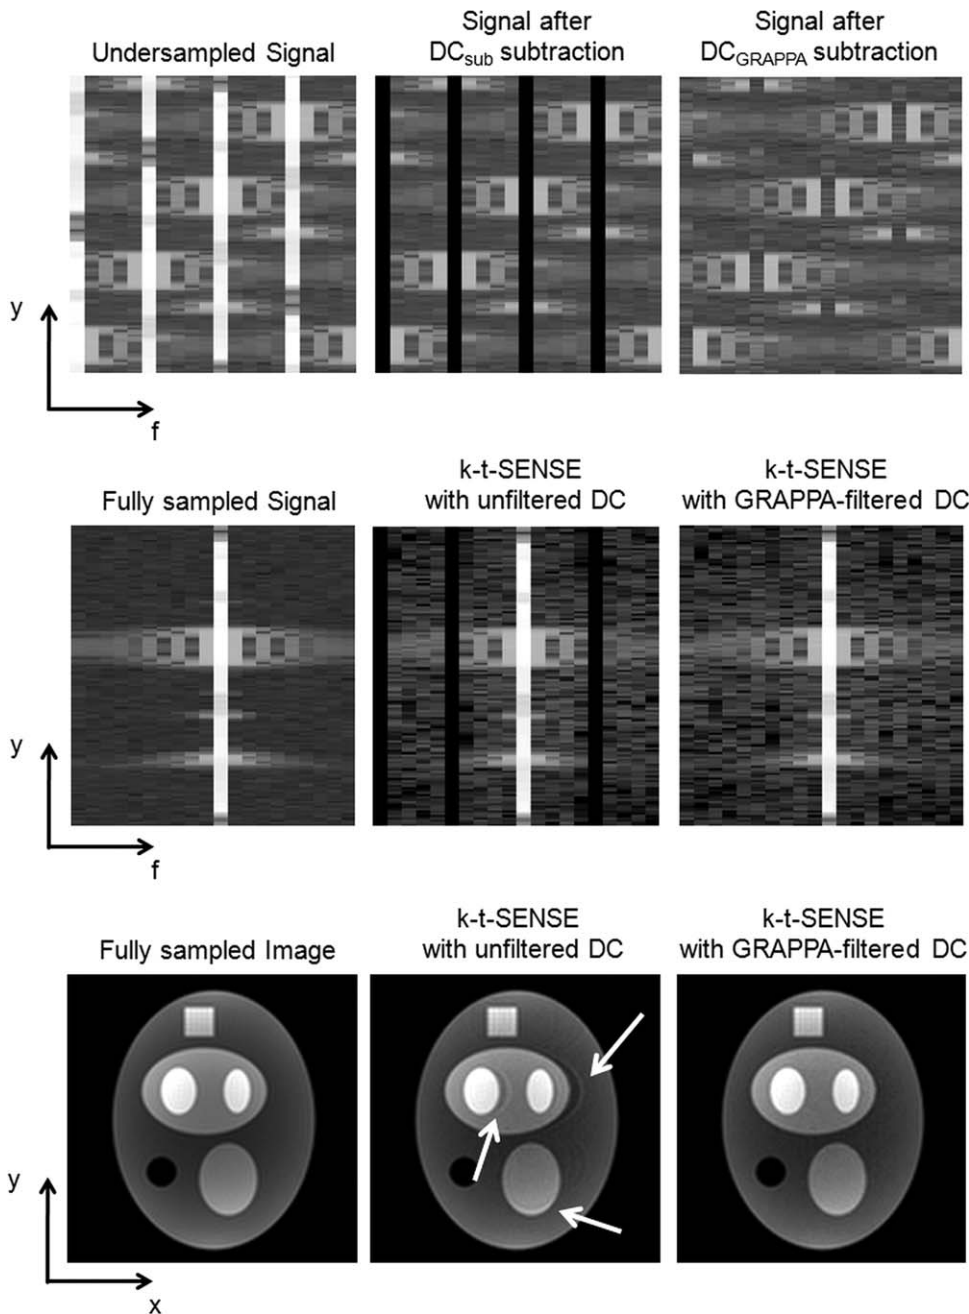 Undersampled Signal
Signal after
DCsub subtraction
Signal after
DCGRAPPA subtraction
y
f
Fully sampled Signal
k-t-SENSE
with unfiltered DC
k-t-SENSE
with GRAPPA-filtered DC
y
f
Fully sampled Image
k-t-SENSE
with unfiltered DC
k-t-SENSE
with GRAPPA-filtered DC
y
x